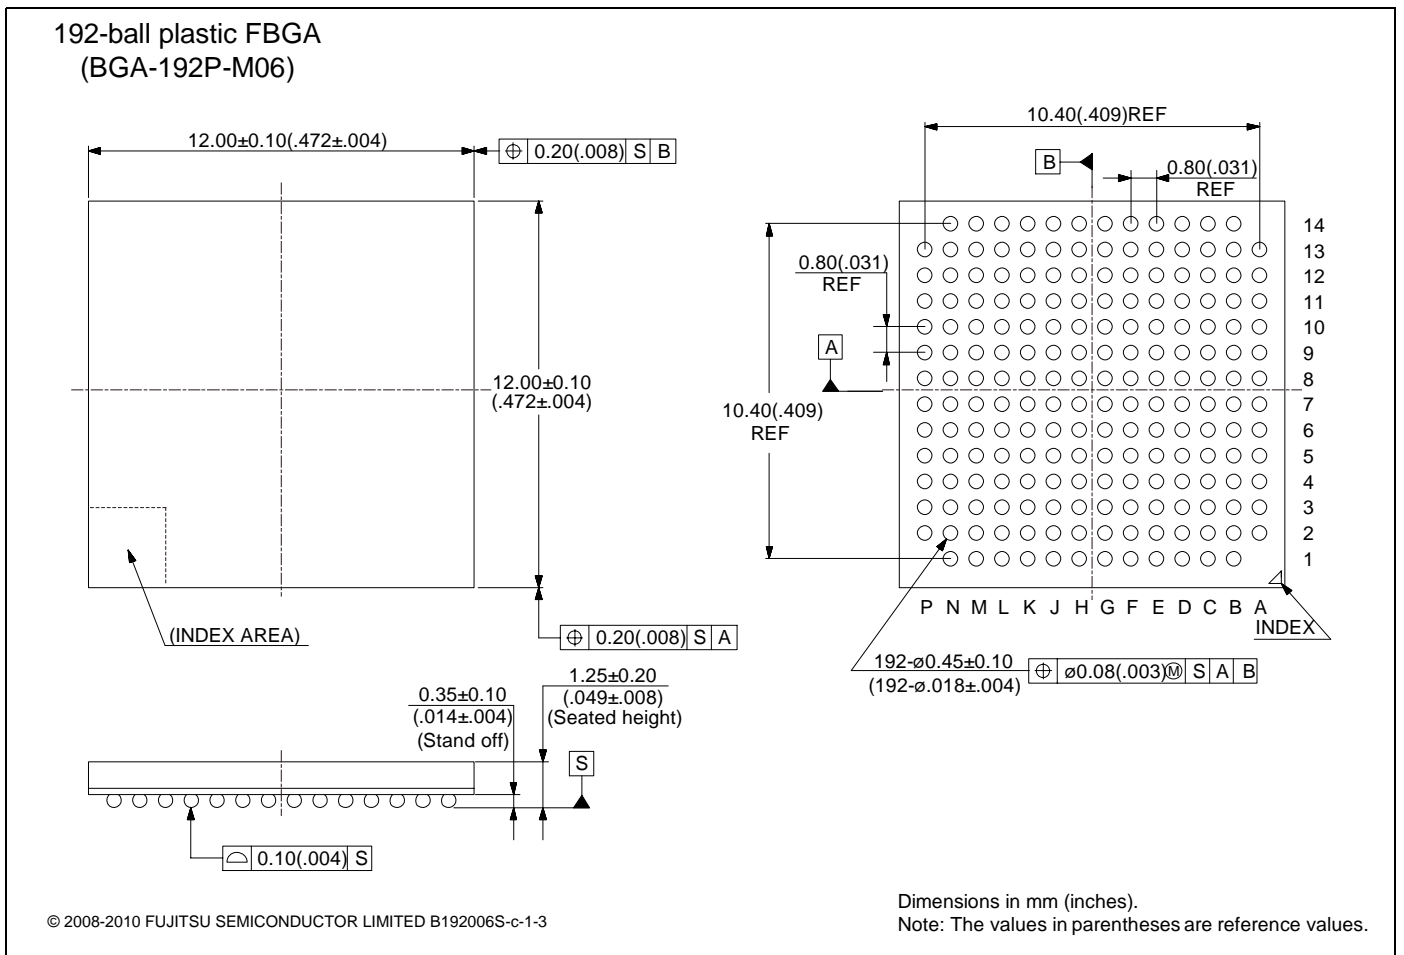 192-ball plastic FBGA
(BGA-192P-M06)
12.00±0.10(.472±.004)
⌖ 0.20(.008) S B
12.00±0.10
(.472±.004)
(INDEX AREA)
⌖ 0.20(.008) S A
10.40(.409)REF
B
0.80(.031)
REF
0.80(.031)
REF
A
10.40(.409)
REF
14
13
12
11
10
9
8
7
6
5
4
3
2
1
P N M L K J H G F E D C B A
INDEX
192-ø0.45±0.10
(192-ø.018±.004)
⌖ ø0.08(.003)Ⓜ S A B
0.35±0.10
(.014±.004)
(Stand off)
1.25±0.20
(.049±.008)
(Seated height)
S
⌓ 0.10(.004) S
© 2008-2010 FUJITSU SEMICONDUCTOR LIMITED B192006S-c-1-3
Dimensions in mm (inches).
Note: The values in parentheses are reference values.